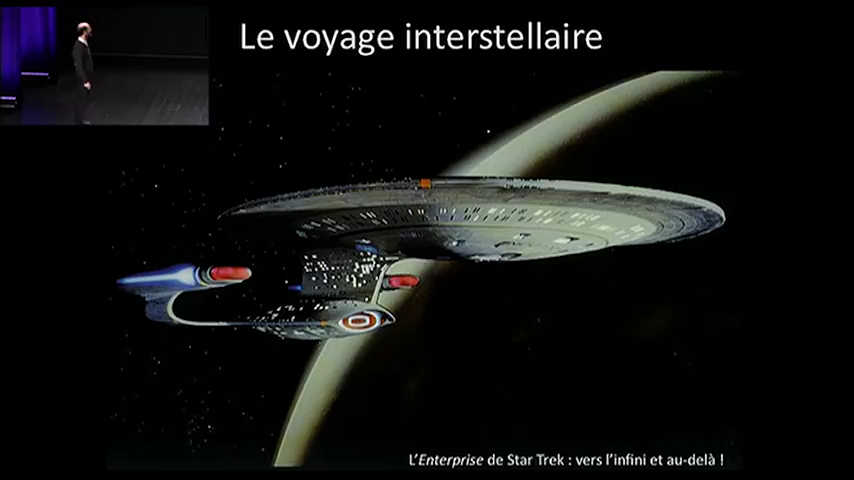 Le voyage interstellaire
L'Enterprise de Star Trek : vers l'infini et au-delà !